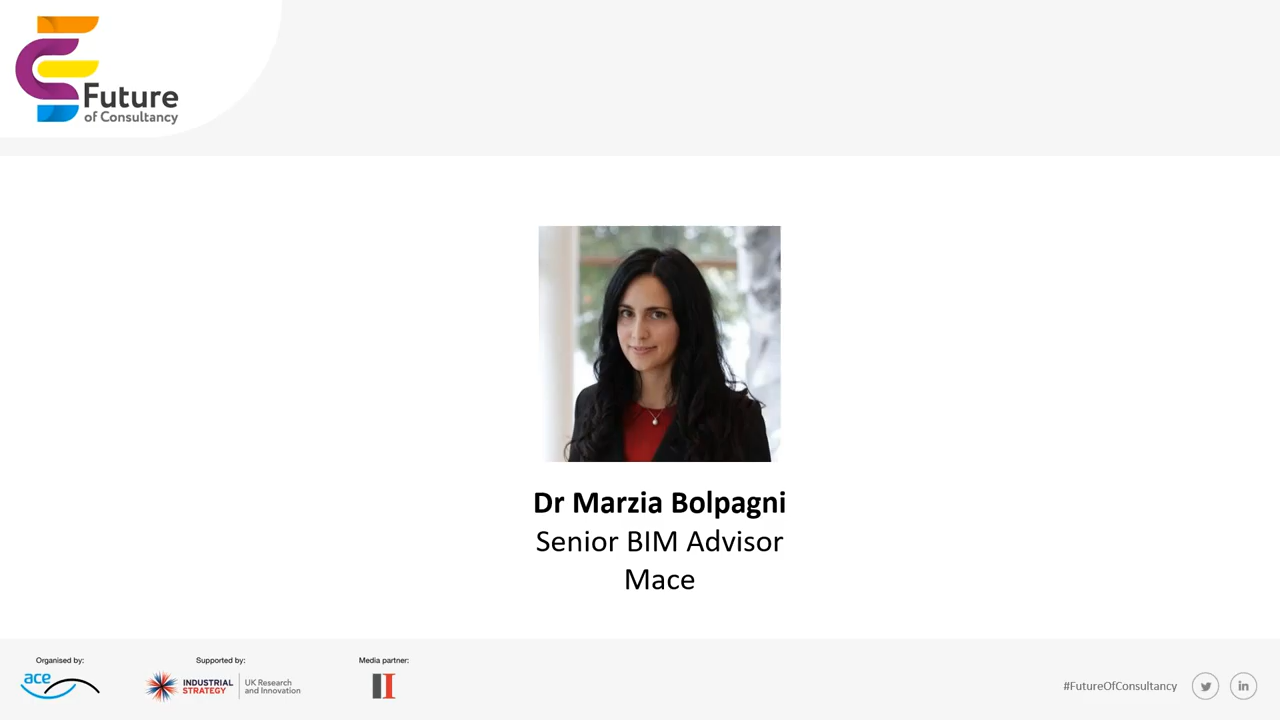 Future
of Consultancy
Dr Marzia Bolpagni
Senior BIM Advisor
Mace
Organised by:
Supported by:
Media partner:
ace
INDUSTRIAL
STRATEGY
UK Research
and Innovation
#FutureOfConsultancy
in